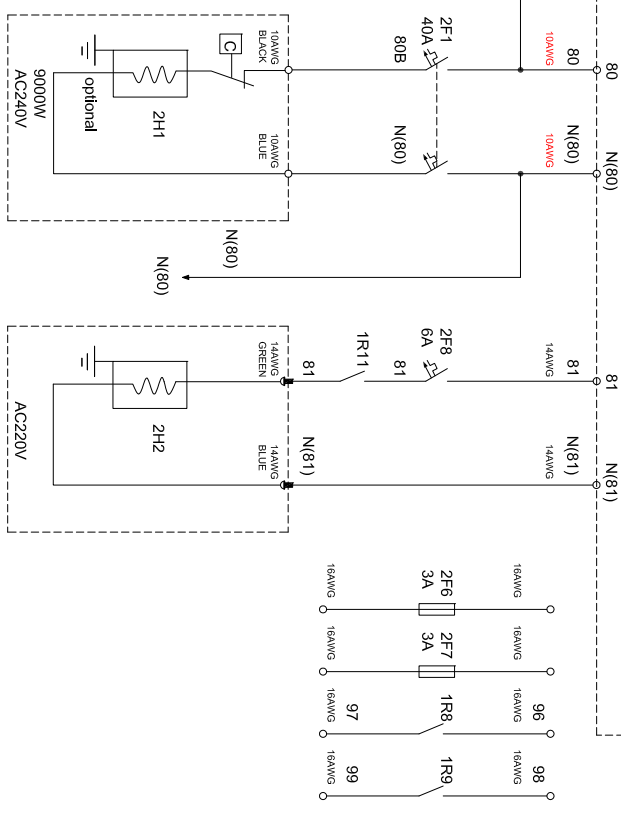 80
N(80)
81
N(81)
80
10AWG
N(80)
10AWG
81
14AWG
N(81)
14AWG
16AWG
16AWG
96
16AWG
98
16AWG
2F1
40A
80B
2F8
6A
81
2F6
3A
2F7
3A
1R8
1R9
1R11
81
N(81)
16AWG
16AWG
97
16AWG
99
16AWG
10AWG
BLACK
10AWG
BLUE
N(80)
N(80)
14AWG
GREEN
14AWG
BLUE
C
2H1
optional
9000W
AC240V
2H2
AC220V